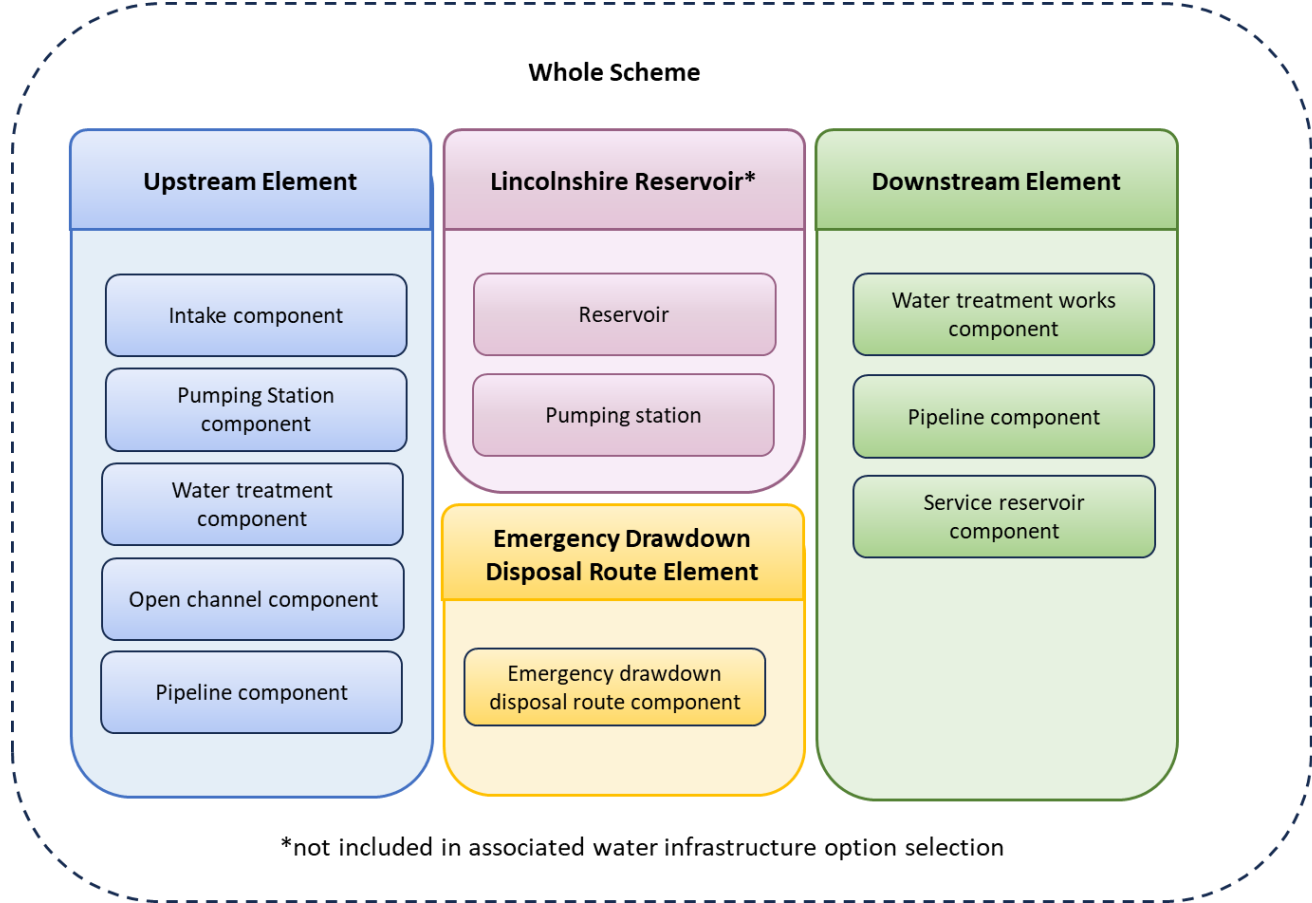 Whole Scheme
Upstream Element
Intake component
Pumping Station
component
Water treatment
component
Open channel component
Pipeline component
Lincolnshire Reservoir*
Reservoir
Pumping station
Emergency Drawdown
Disposal Route Element
Emergency drawdown
disposal route component
Downstream Element
Water treatment works
component
Pipeline component
Service reservoir
component
*not included in associated water infrastructure option selection